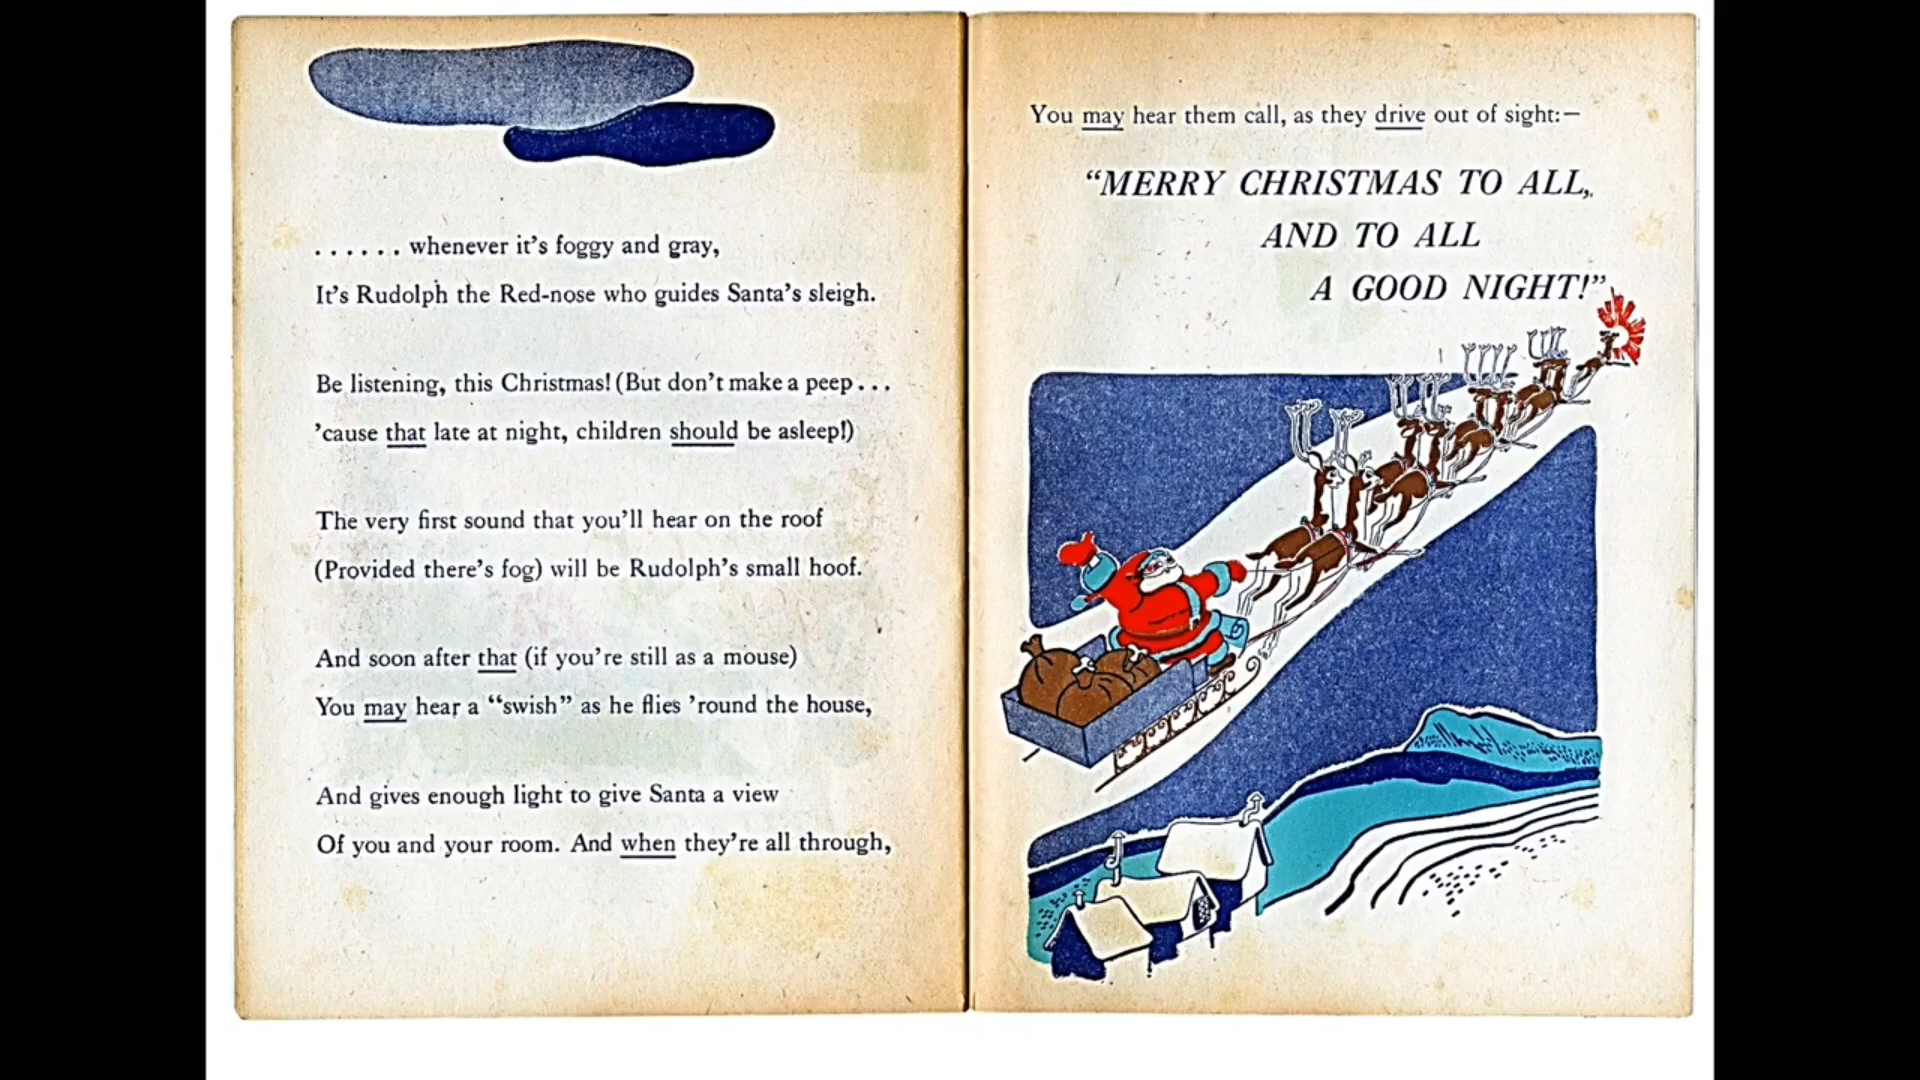 . . . . . . whenever it's foggy and gray,
It's Rudolph the Red-nose who guides Santa's sleigh.
Be listening, this Christmas! (But don't make a peep . . .
'cause that late at night, children should be asleep!)
The very first sound that you'll hear on the roof
(Provided there's fog) will be Rudolph's small hoof.
And soon after that (if you're still as a mouse)
You may hear a “swish” as he flies 'round the house,
And gives enough light to give Santa a view
Of you and your room. And when they're all through,
You may hear them call, as they drive out of sight:—
“MERRY CHRISTMAS TO ALL,
AND TO ALL
A GOOD NIGHT!”